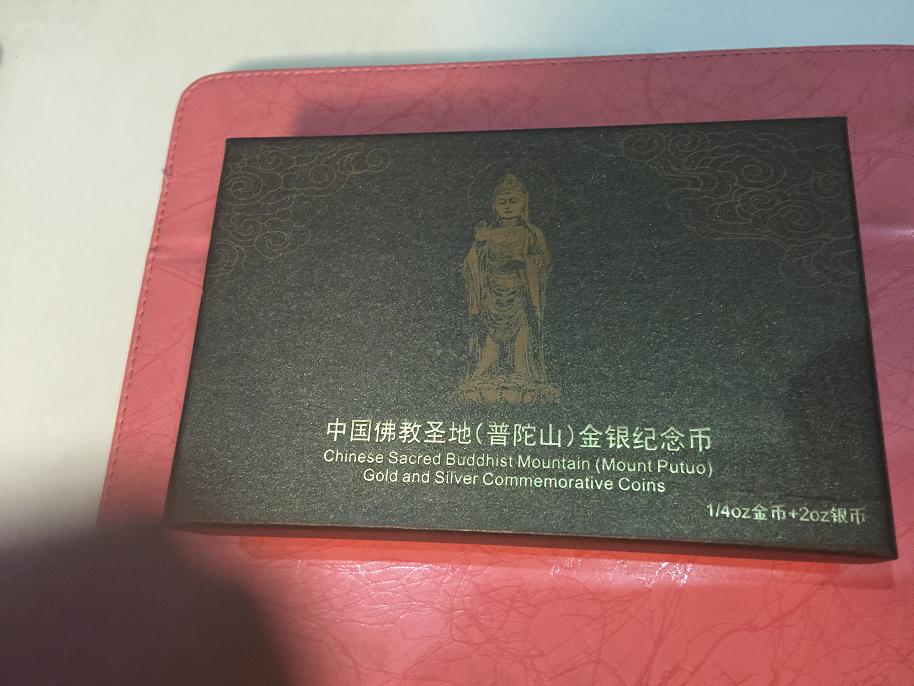 中国佛教圣地(普陀山)金银纪念币
Chinese Sacred Buddhist Mountain (Mount Putuo)
Gold and Silver Commemorative Coins
1/4oz金币+2oz银币